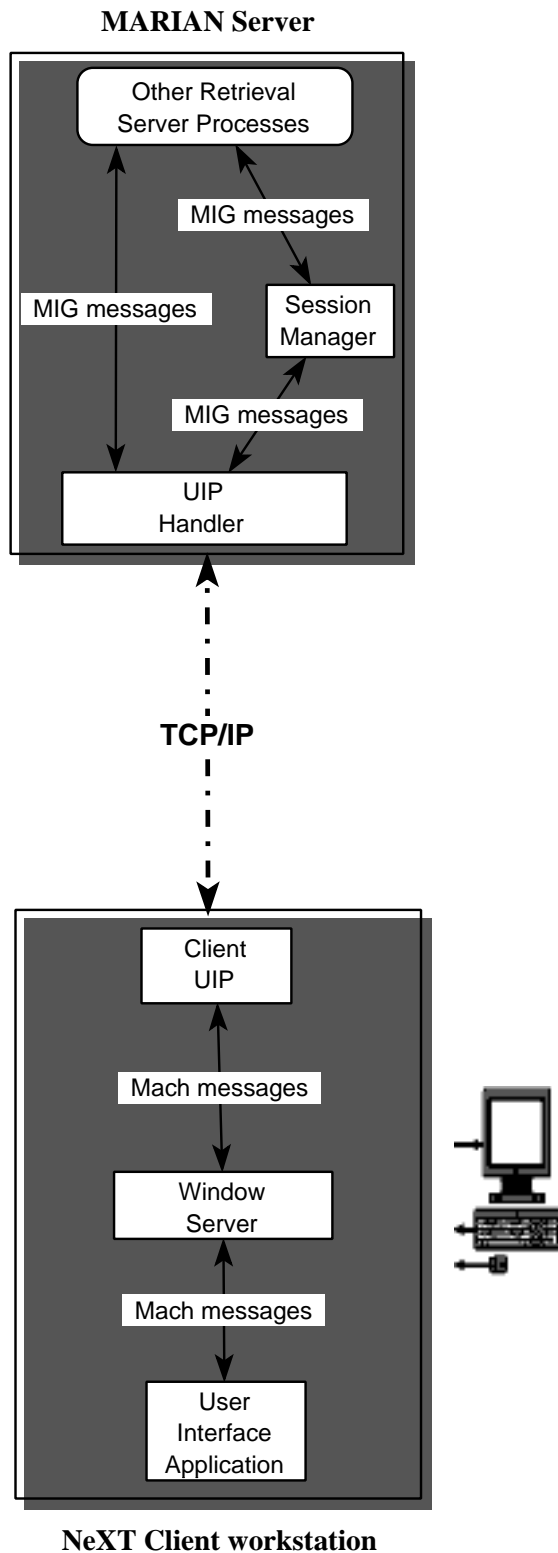 MARIAN Server
Other Retrieval
Server Processes
MIG messages
Session
Manager
MIG messages
MIG messages
UIP
Handler
TCP/IP
Client
UIP
Mach messages
Window
Server
Mach messages
User
Interface
Application
NeXT Client workstation